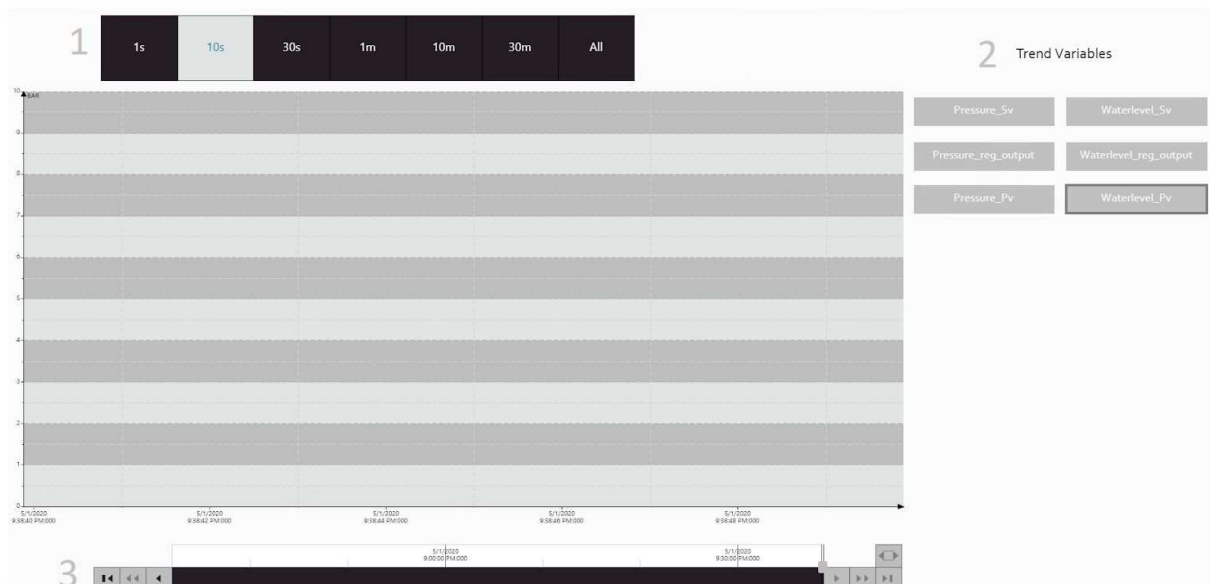 1
1s 10s 30s 1m 10m 30m All
2 Trend Variables
Pressure_Sv Waterlevel_Sv
Pressure_reg_output Waterlevel_reg_output
Pressure_Pv Waterlevel_Pv
BAR
10
9
8
7
6
5
4
3
2
1
0
5/1/2020 5/1/2020 5/1/2020 5/1/2020 5/1/2020
9:38:40 PM:000 9:38:42 PM:000 9:38:44 PM:000 9:38:46 PM:000 9:38:48 PM:000
3
5/1/2020 5/1/2020
9:00:00 PM:000 9:30:00 PM:000